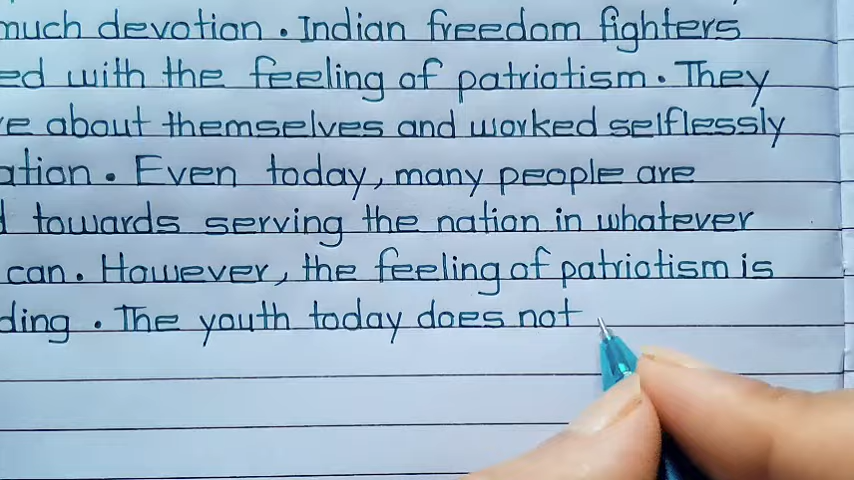 much devotion. Indian freedom fighters
ed with the feeling of patriotism. They
e about themselves and worked selflessly
ation. Even today, many people are
towards serving the nation in whatever
can. However, the feeling of patriotism is
ding. The youth today does not